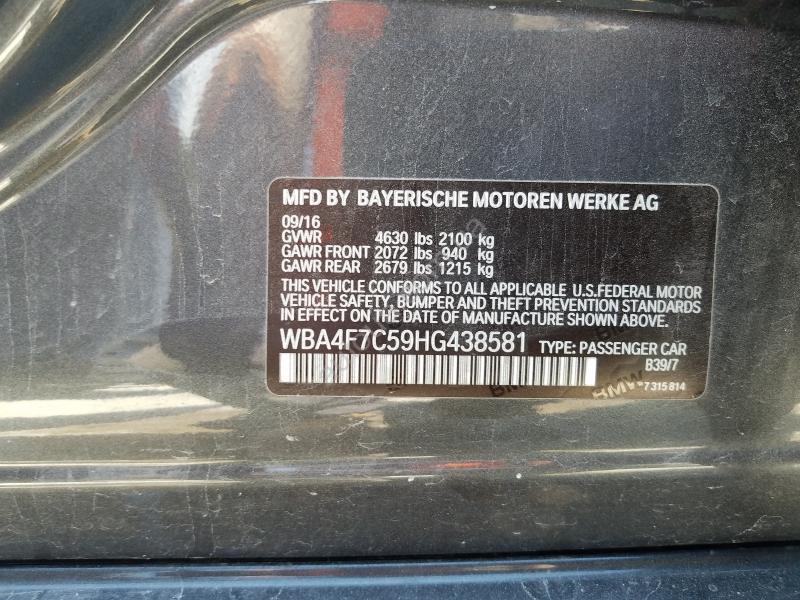 MFD BY BAYERISCHE MOTOREN WERKE AG
09/16
GVWR 4630 lbs 2100 kg
GAWR FRONT 2072 lbs 940 kg
GAWR REAR 2679 lbs 1215 kg
THIS VEHICLE CONFORMS TO ALL APPLICABLE U.S.FEDERAL MOTOR
VEHICLE SAFETY, BUMPER AND THEFT PREVENTION STANDARDS
IN EFFECT ON THE DATE OF MANUFACTURE SHOWN ABOVE.
WBA4F7C59HG438581 TYPE: PASSENGER CAR
B39/7
BMW
BMW 7 315 814